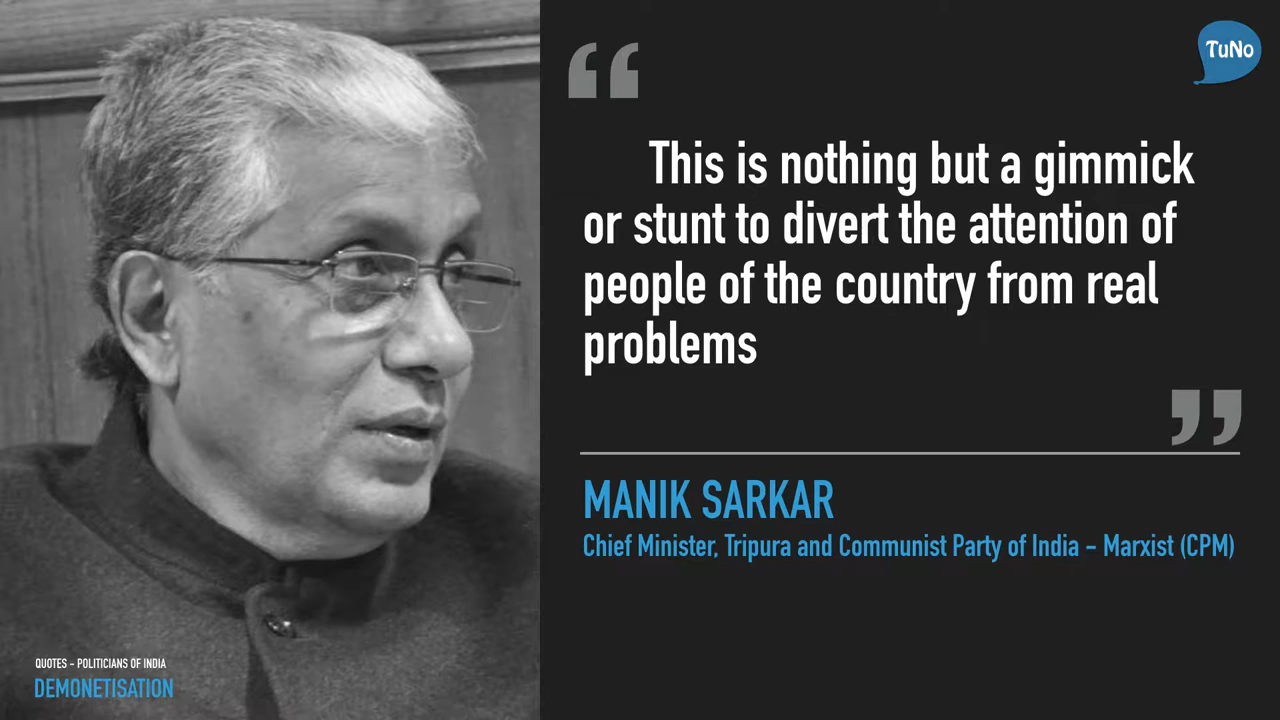 TuNo
“
This is nothing but a gimmick
or stunt to divert the attention of
people of the country from real
problems
”
MANIK SARKAR
Chief Minister, Tripura and Communist Party of India - Marxist (CPM)
QUOTES - POLITICIANS OF INDIA
DEMONETISATION